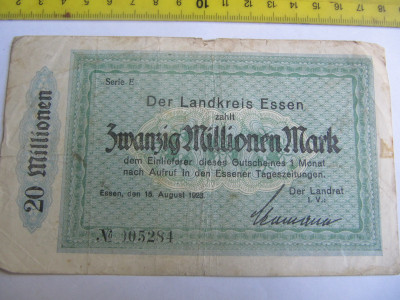 20 Millionen
Serie E.
Der Landkreis Essen
zahlt
Zwanzig Millionen Mark
dem Einlieferer dieses Gutscheines 1 Monat
nach Aufruf in den Essener Tageszeitungen.
Essen, den 15. August 1923.
Der Landrat
I. V.:
№ 105284